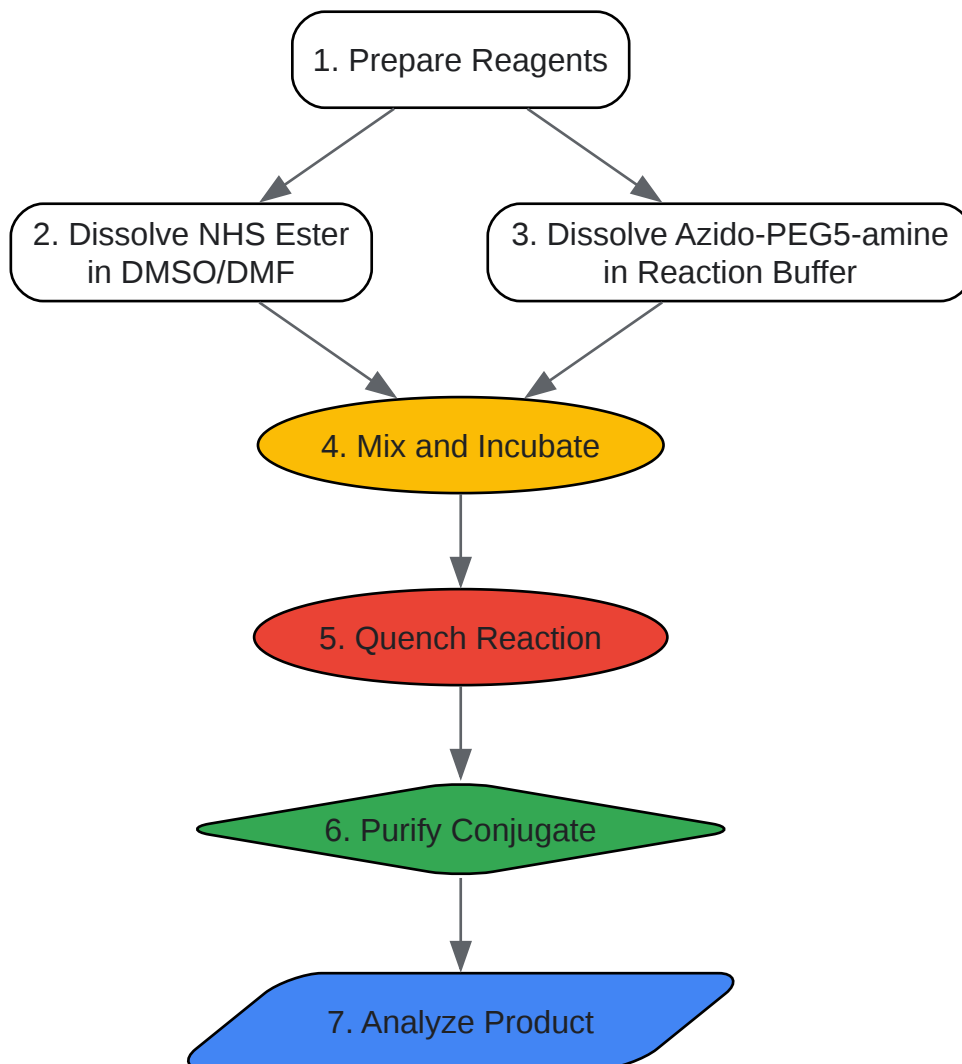 1. Prepare Reagents
2. Dissolve NHS Ester
in DMSO/DMF
3. Dissolve Azido-PEG5-amine
in Reaction Buffer
4. Mix and Incubate
5. Quench Reaction
6. Purify Conjugate
7. Analyze Product